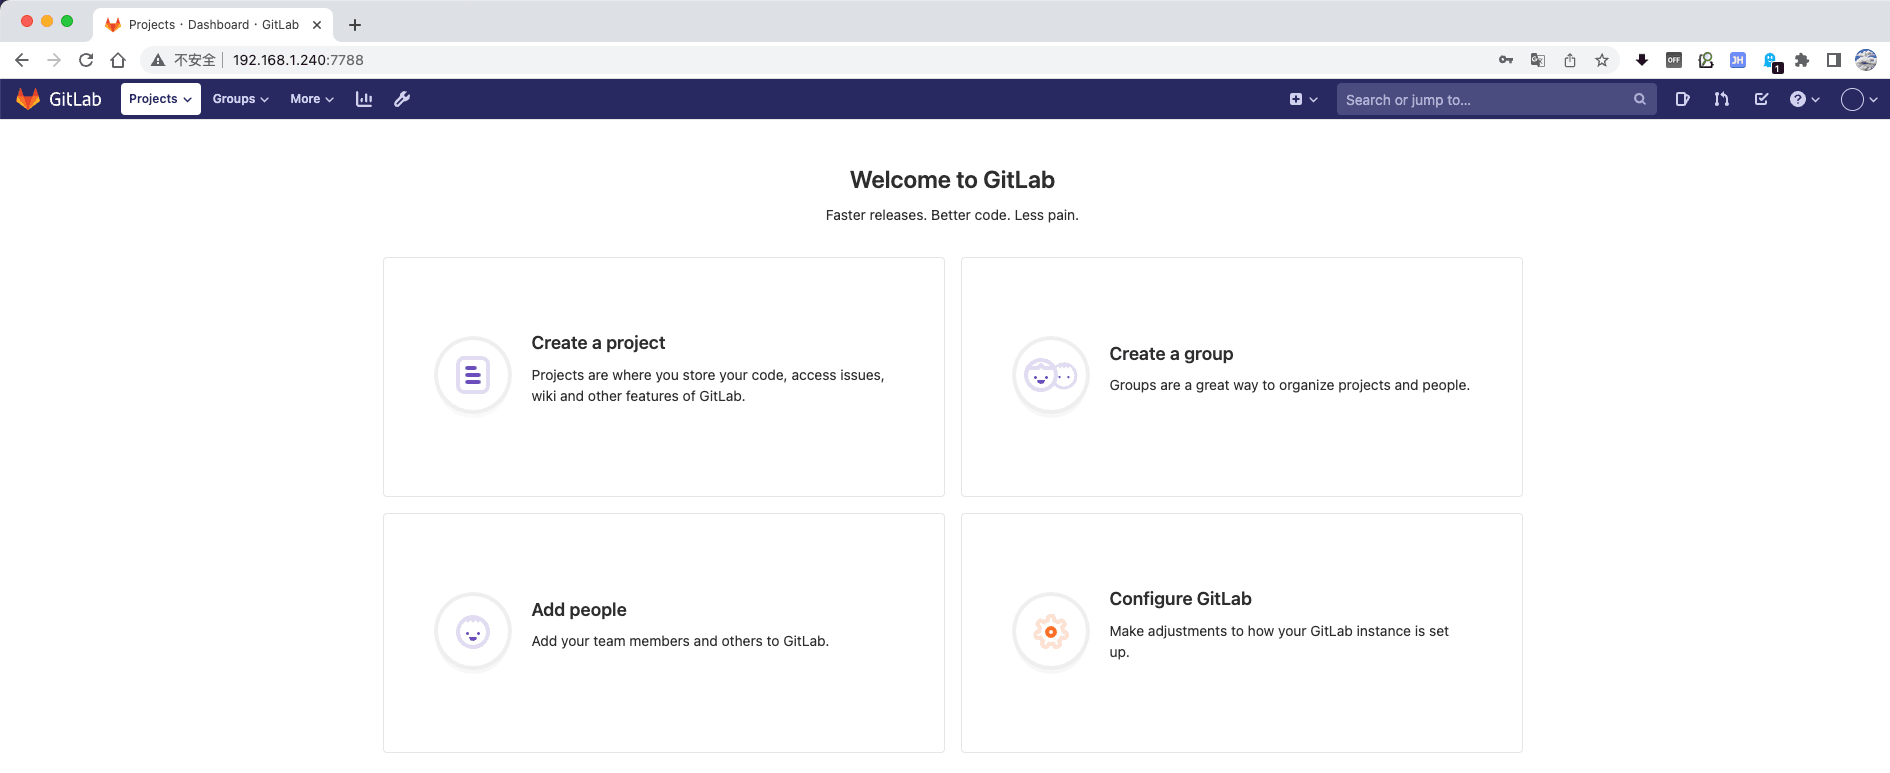 Projects · Dashboard · GitLab
不安全
192.168.1.240:7788
OFF
JH
1
GitLab
Projects
Groups
More
Search or jump to...
Welcome to GitLab
Faster releases. Better code. Less pain.
Create a project
Projects are where you store your code, access issues,
wiki and other features of GitLab.
Create a group
Groups are a great way to organize projects and people.
Add people
Add your team members and others to GitLab.
Configure GitLab
Make adjustments to how your GitLab instance is set
up.